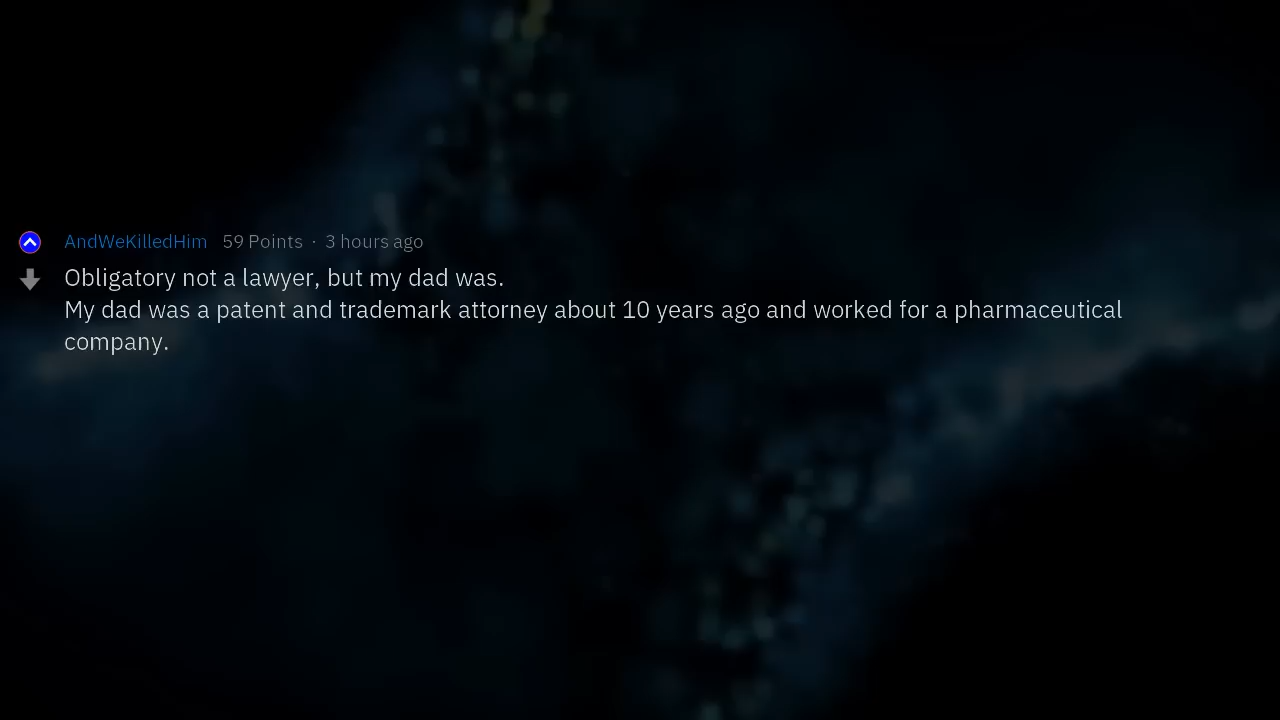 AndWeKilledHim 59 Points · 3 hours ago
Obligatory not a lawyer, but my dad was.
My dad was a patent and trademark attorney about 10 years ago and worked for a pharmaceutical
company.